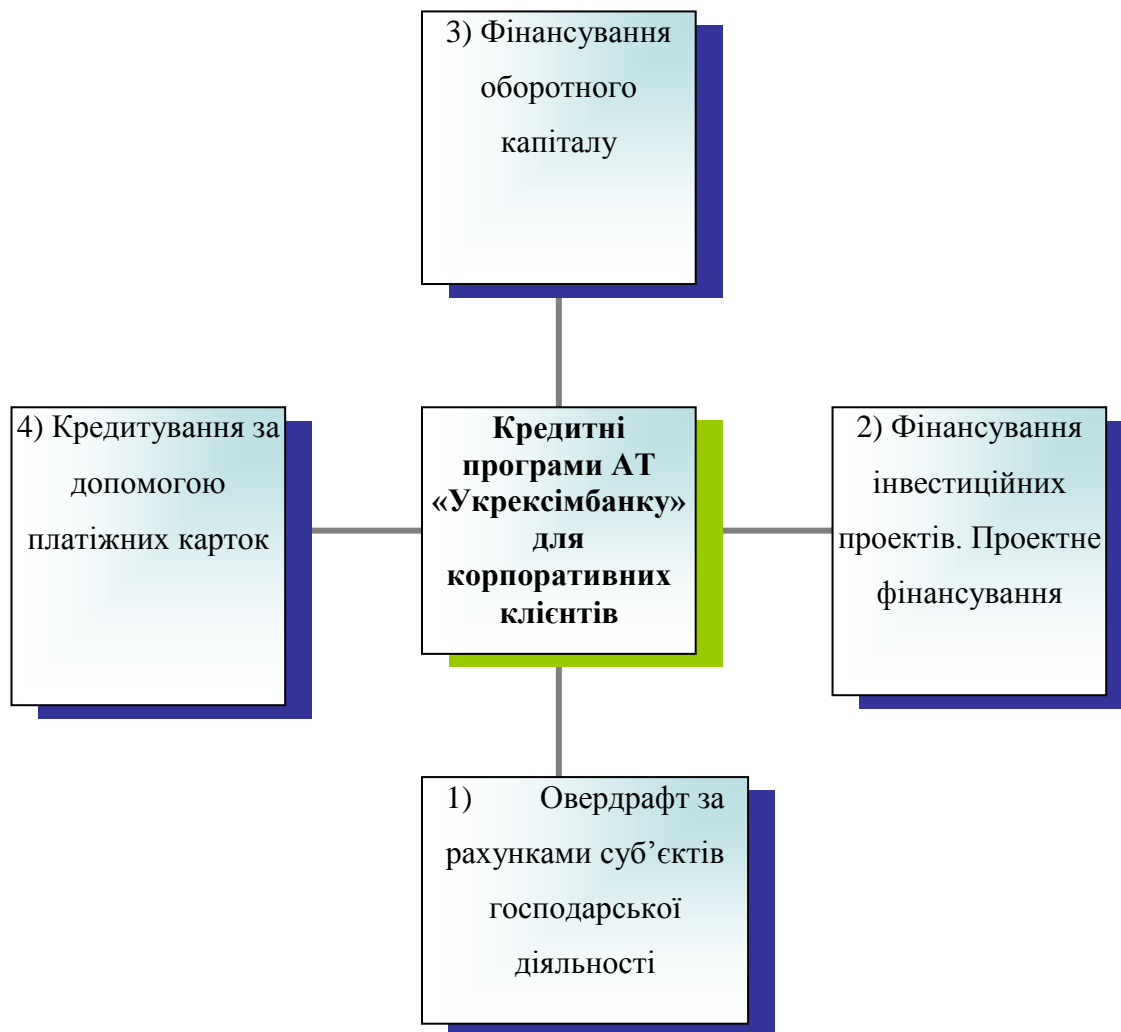 3) Фінансування
оборотного
капіталу
4) Кредитування за
допомогою
платіжних карток
Кредитні
програми АТ
«Укрексімбанку»
для
корпоративних
клієнтів
2) Фінансування
інвестиційних
проектів. Проектне
фінансування
1) Овердрафт за
рахунками суб’єктів
господарської
діяльності